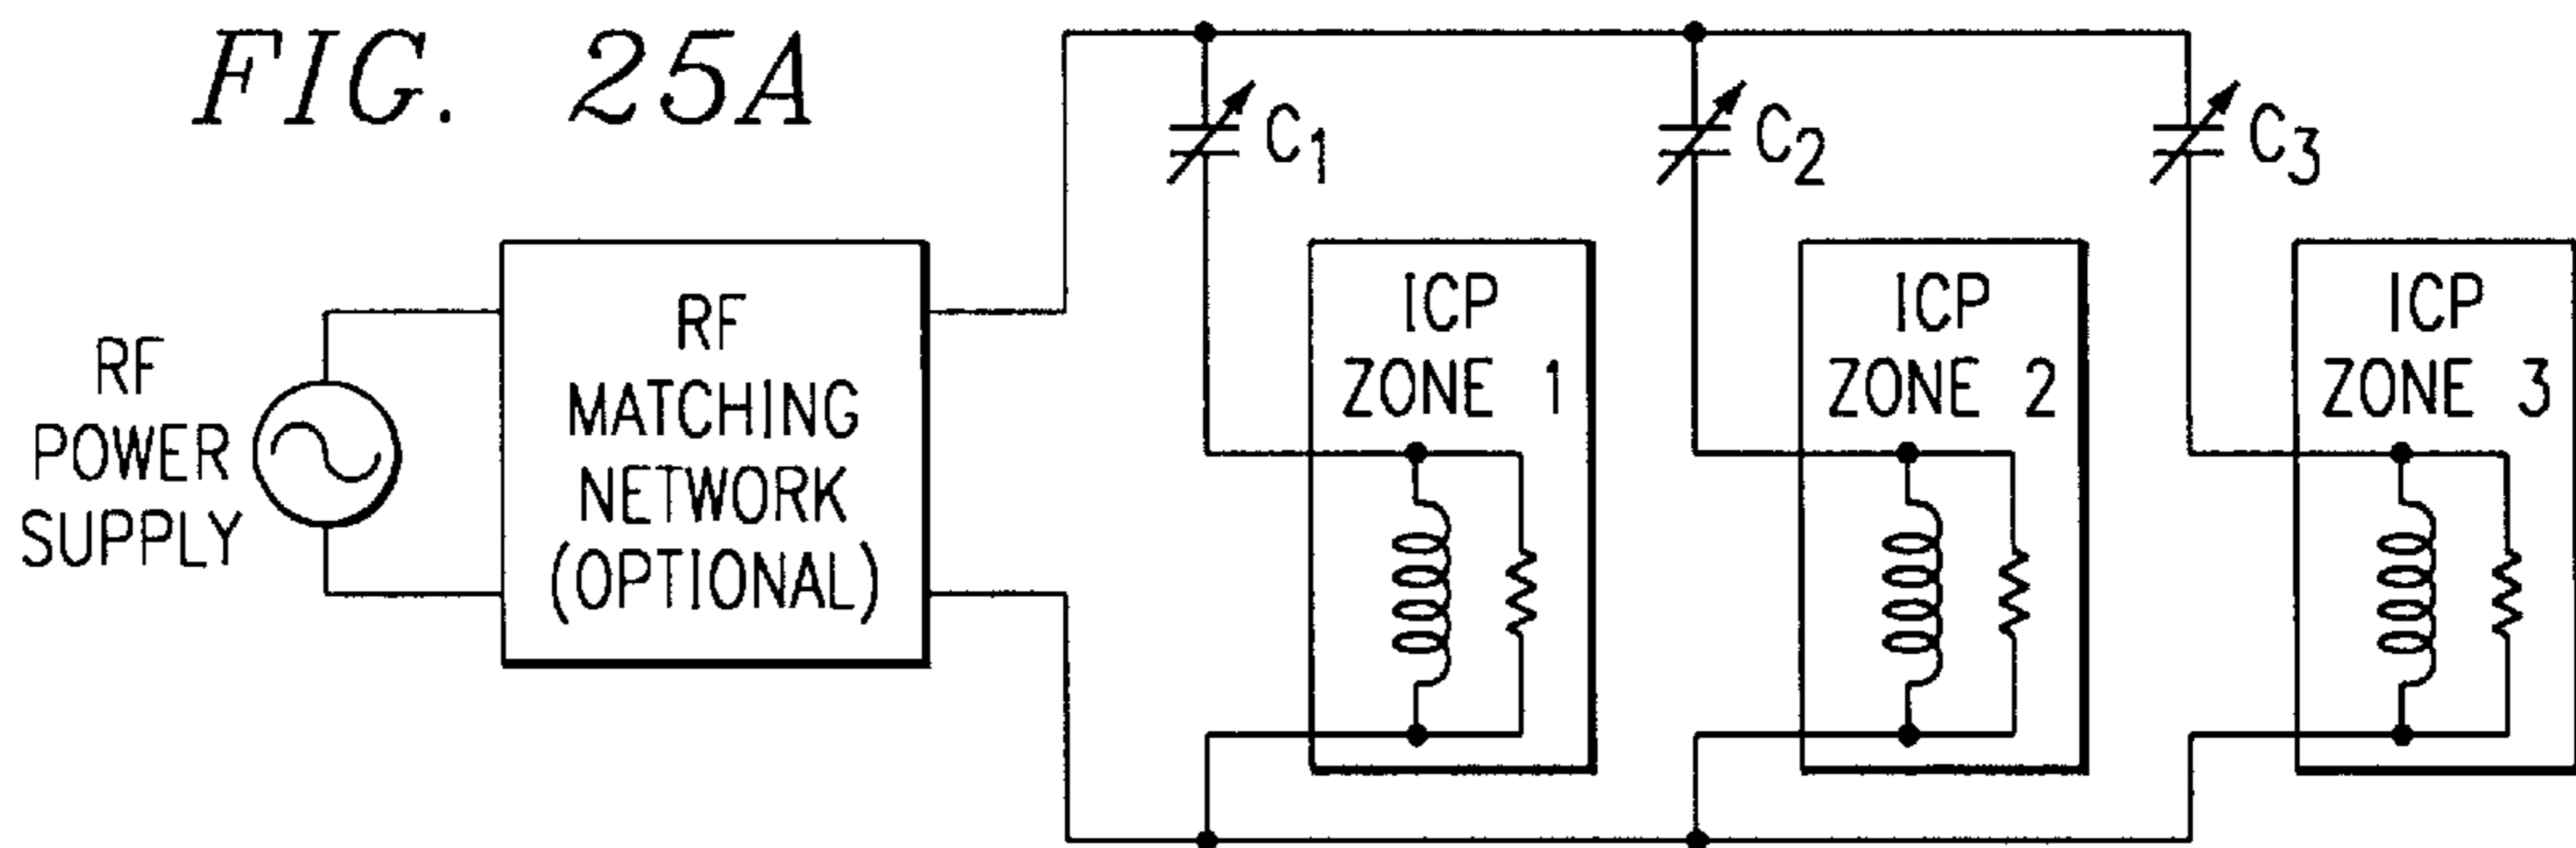 FIG. 25A
RF
POWER
SUPPLY
RF
MATCHING
NETWORK
(OPTIONAL)
C1
C2
C3
ICP
ZONE 1
ICP
ZONE 2
ICP
ZONE 3